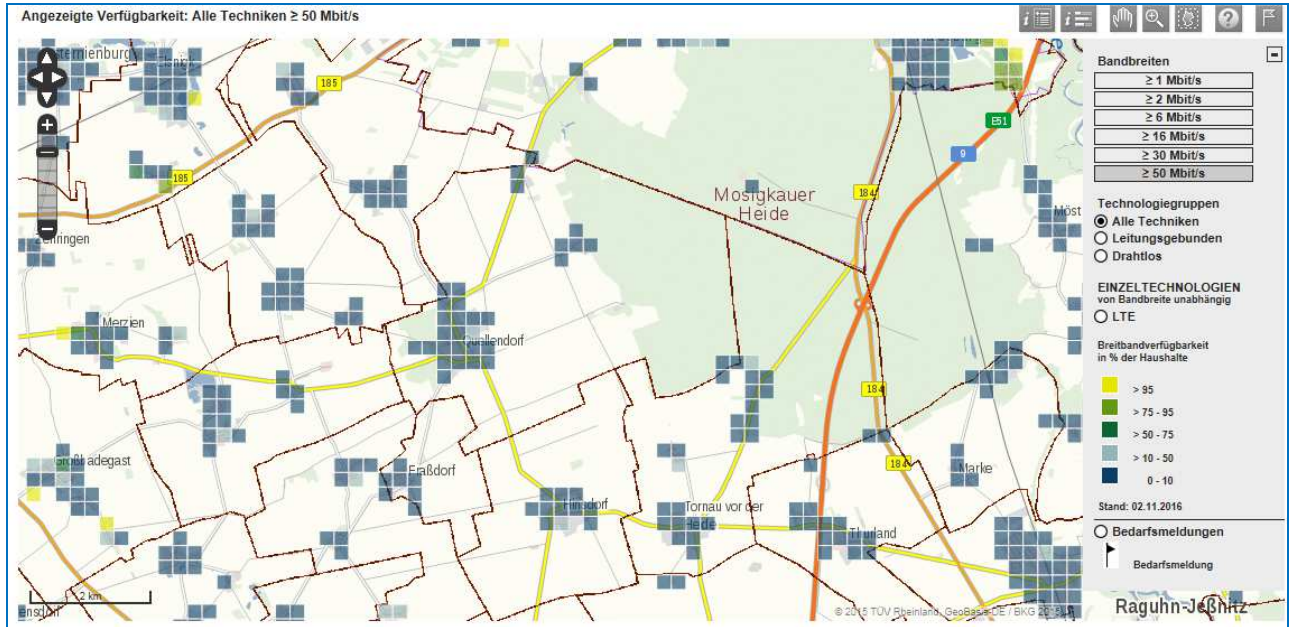 Angezeigte Verfügbarkeit: Alle Techniken ≥ 50 Mbit/s
185
E51
9
185
184
Mosigkauer
Heide
Merzien
Quellendorf
184
Großbadegast
Fraßdorf
184
Marke
Hinsdorf
Tornau vor der
Heide
Thurland
2 km
© 2015 TÜV Rheinland, GeoBasis-DE / BKG 2015
Raguhn-Jeßnitz
Bandbreiten
≥ 1 Mbit/s
≥ 2 Mbit/s
≥ 6 Mbit/s
≥ 16 Mbit/s
≥ 30 Mbit/s
≥ 50 Mbit/s
Technologiegruppen
Alle Techniken
Leitungsgebunden
Drahtlos
EINZELTECHNOLOGIEN
von Bandbreite unabhängig
LTE
Breitbandverfügbarkeit
in % der Haushalte
> 95
> 75 - 95
> 50 - 75
> 10 - 50
0 - 10
Stand: 02.11.2016
Bedarfsmeldungen
Bedarfsmeldung